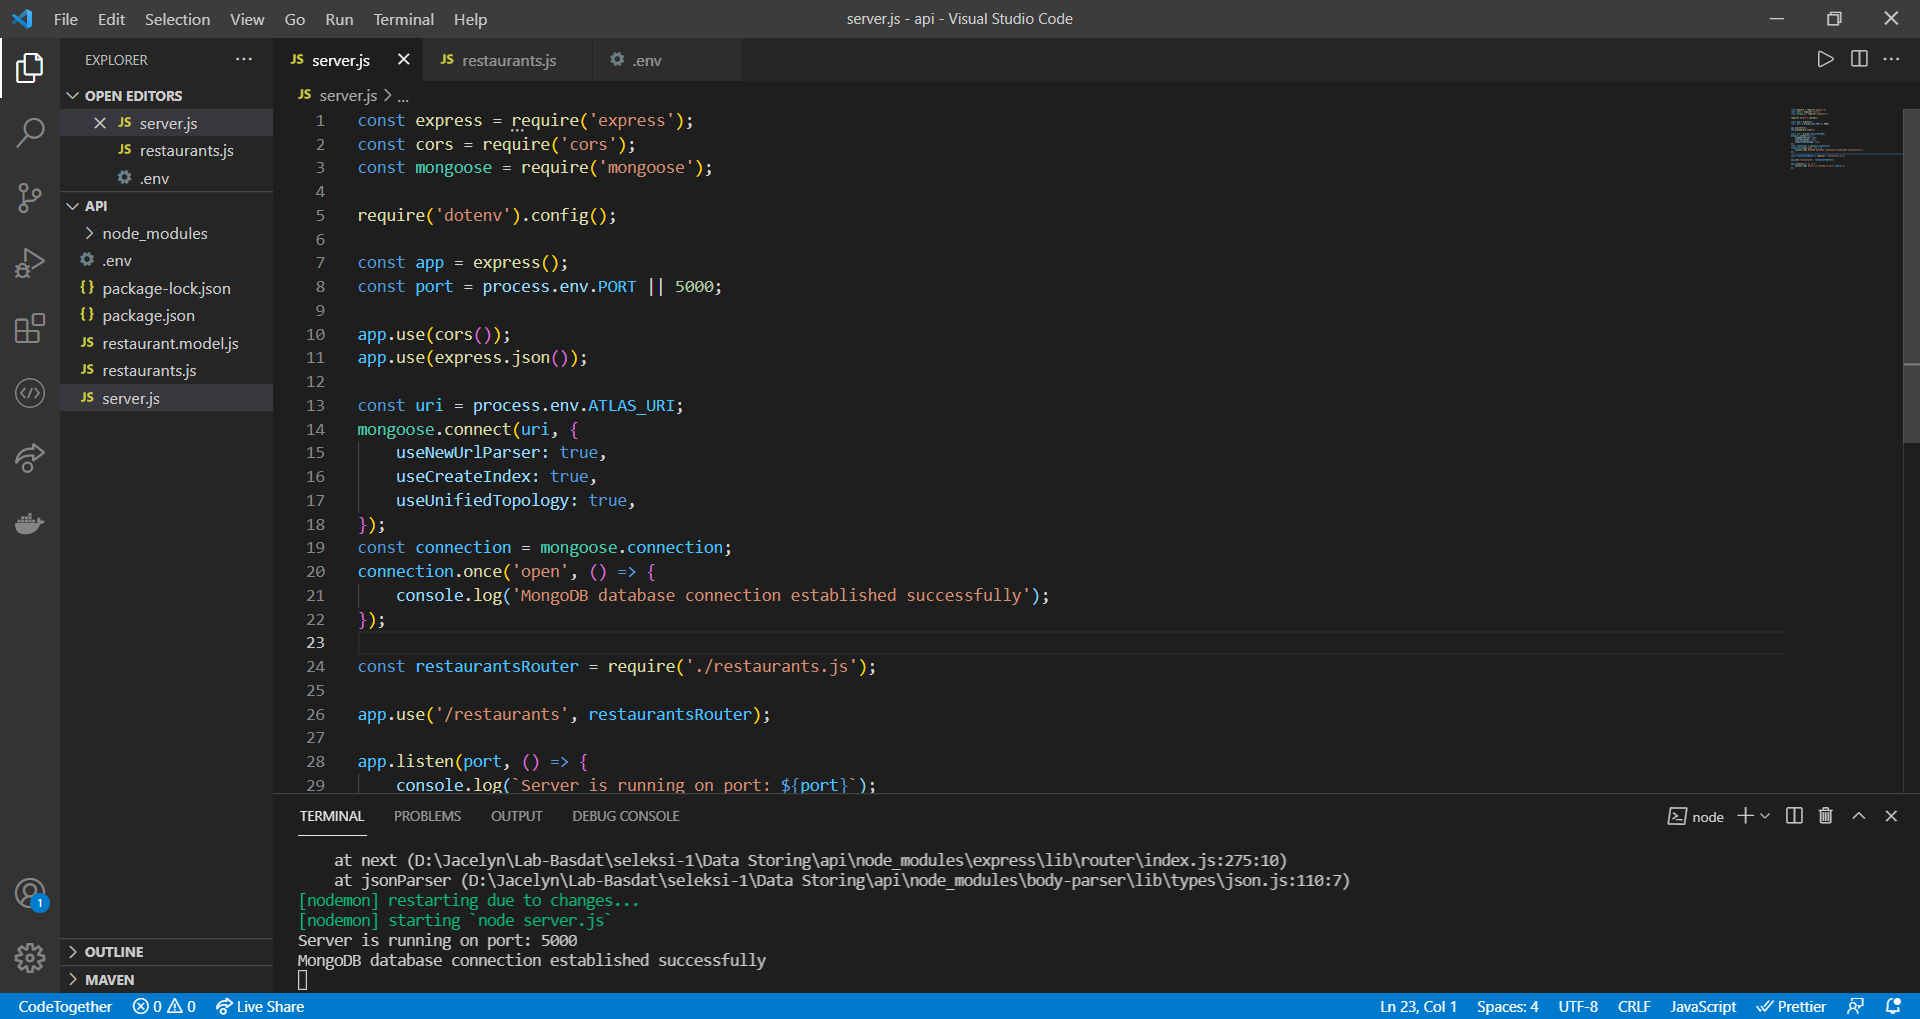 File Edit Selection View Go Run Terminal Help
server.js - api - Visual Studio Code
EXPLORER
OPEN EDITORS
JS server.js
JS restaurants.js
.env
API
node_modules
.env
{} package-lock.json
{} package.json
JS restaurant.model.js
JS restaurants.js
JS server.js
OUTLINE
MAVEN
JS server.js
JS restaurants.js
.env
JS server.js > ...
1 const express = require('express');
2 const cors = require('cors');
3 const mongoose = require('mongoose');
4
5 require('dotenv').config();
6
7 const app = express();
8 const port = process.env.PORT || 5000;
9
10 app.use(cors());
11 app.use(express.json());
12
13 const uri = process.env.ATLAS_URI;
14 mongoose.connect(uri, {
15     useNewUrlParser: true,
16     useCreateIndex: true,
17     useUnifiedTopology: true,
18 });
19 const connection = mongoose.connection;
20 connection.once('open', () => {
21     console.log('MongoDB database connection established successfully');
22 });
23
24 const restaurantsRouter = require('./restaurants.js');
25
26 app.use('/restaurants', restaurantsRouter);
27
28 app.listen(port, () => {
29     console.log(`Server is running on port: ${port}`);
TERMINAL PROBLEMS OUTPUT DEBUG CONSOLE
node
at next (D:\Jacelyn\Lab-Basdat\seleksi-1\Data Storing\api\node_modules\express\lib\router\index.js:275:10)
at jsonParser (D:\Jacelyn\Lab-Basdat\seleksi-1\Data Storing\api\node_modules\body-parser\lib\types\json.js:110:7)
[nodemon] restarting due to changes...
[nodemon] starting `node server.js`
Server is running on port: 5000
MongoDB database connection established successfully
1
CodeTogether 0 0 Live Share
Ln 23, Col 1 Spaces: 4 UTF-8 CRLF JavaScript Prettier